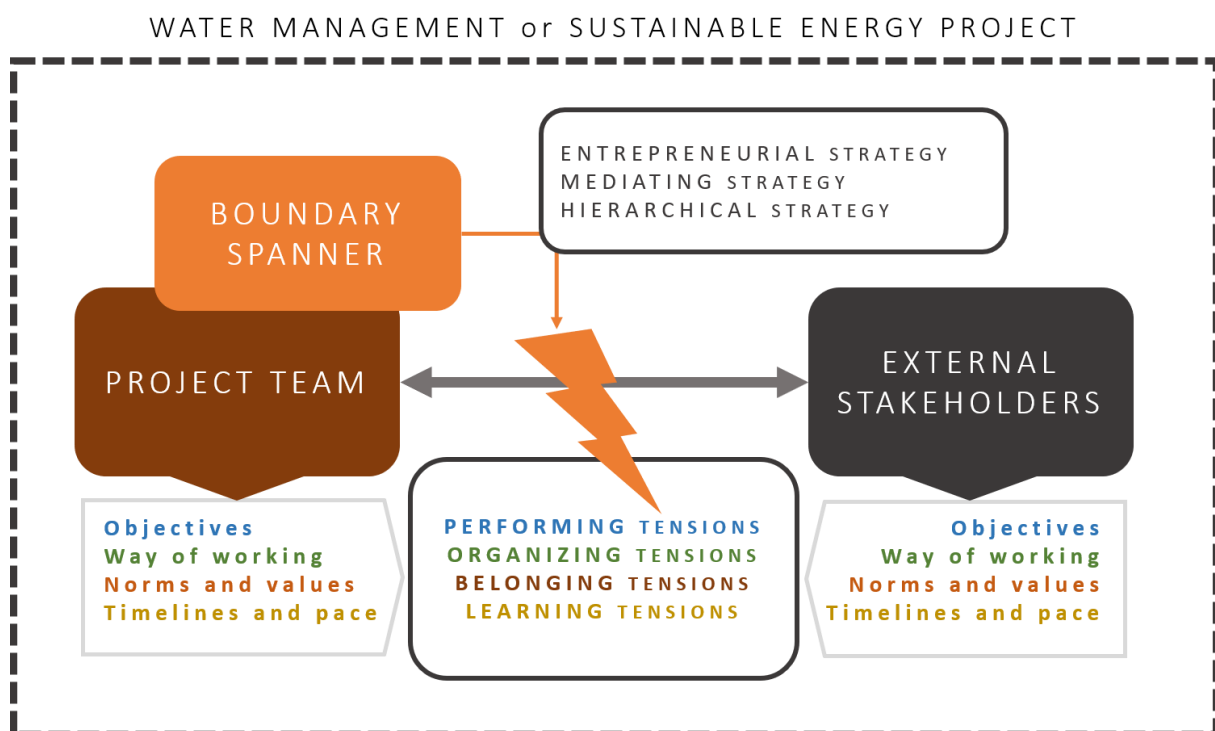 WATER MANAGEMENT or SUSTAINABLE ENERGY PROJECT
ENTREPRENEURIAL STRATEGY
MEDIATING STRATEGY
HIERARCHICAL STRATEGY
BOUNDARY
SPANNER
PROJECT TEAM
EXTERNAL
STAKEHOLDERS
Objectives
Way of working
Norms and values
Timelines and pace
PERFORMING TENSIONS
ORGANIZING TENSIONS
BELONGING TENSIONS
LEARNING TENSIONS
Objectives
Way of working
Norms and values
Timelines and pace